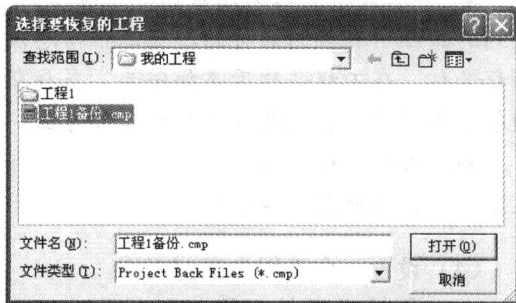 选择要恢复的工程
查找范围(I): 我的工程
工程1
工程1备份.cmp
文件名(N): 工程1备份.cmp 打开(O)
文件类型(T): Project Back Files (*.cmp) 取消